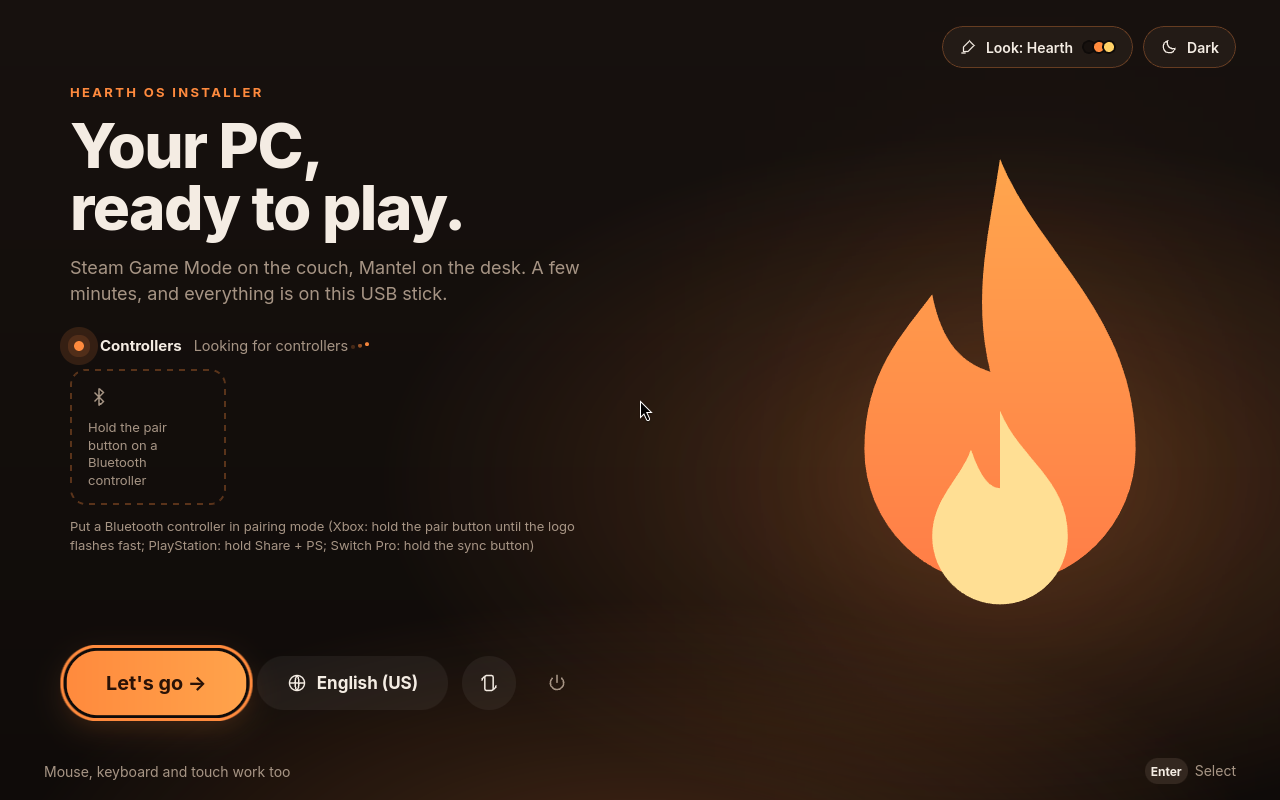 Look: Hearth
Dark
HEARTH OS INSTALLER
Your PC,
ready to play.
Steam Game Mode on the couch, Mantel on the desk. A few
minutes, and everything is on this USB stick.
Controllers Looking for controllers
Hold the pair
button on a
Bluetooth
controller
Put a Bluetooth controller in pairing mode (Xbox: hold the pair button until the logo
flashes fast; PlayStation: hold Share + PS; Switch Pro: hold the sync button)
Let's go →
English (US)
Mouse, keyboard and touch work too
Enter Select